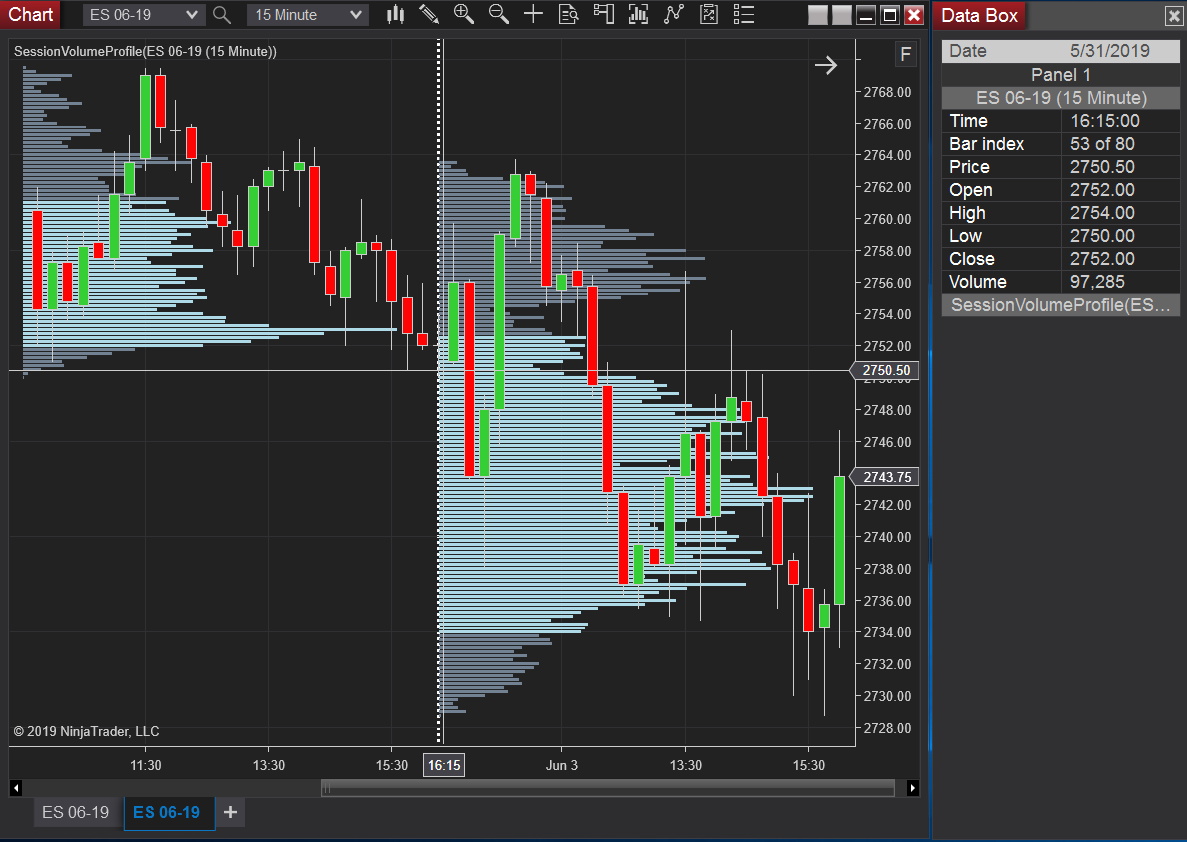 Chart ES 06-19 15 Minute
SessionVolumeProfile(ES 06-19 (15 Minute))
F
2768.00
2766.00
2764.00
2762.00
2760.00
2758.00
2756.00
2754.00
2752.00
2750.50
2748.00
2746.00
2743.75
2742.00
2740.00
2738.00
2736.00
2734.00
2732.00
2730.00
2728.00
© 2019 NinjaTrader, LLC
11:30 13:30 15:30 16:15 Jun 3 13:30 15:30
ES 06-19 ES 06-19 +
Data Box
Date 5/31/2019
Panel 1
ES 06-19 (15 Minute)
Time 16:15:00
Bar index 53 of 80
Price 2750.50
Open 2752.00
High 2754.00
Low 2750.00
Close 2752.00
Volume 97,285
SessionVolumeProfile(ES...